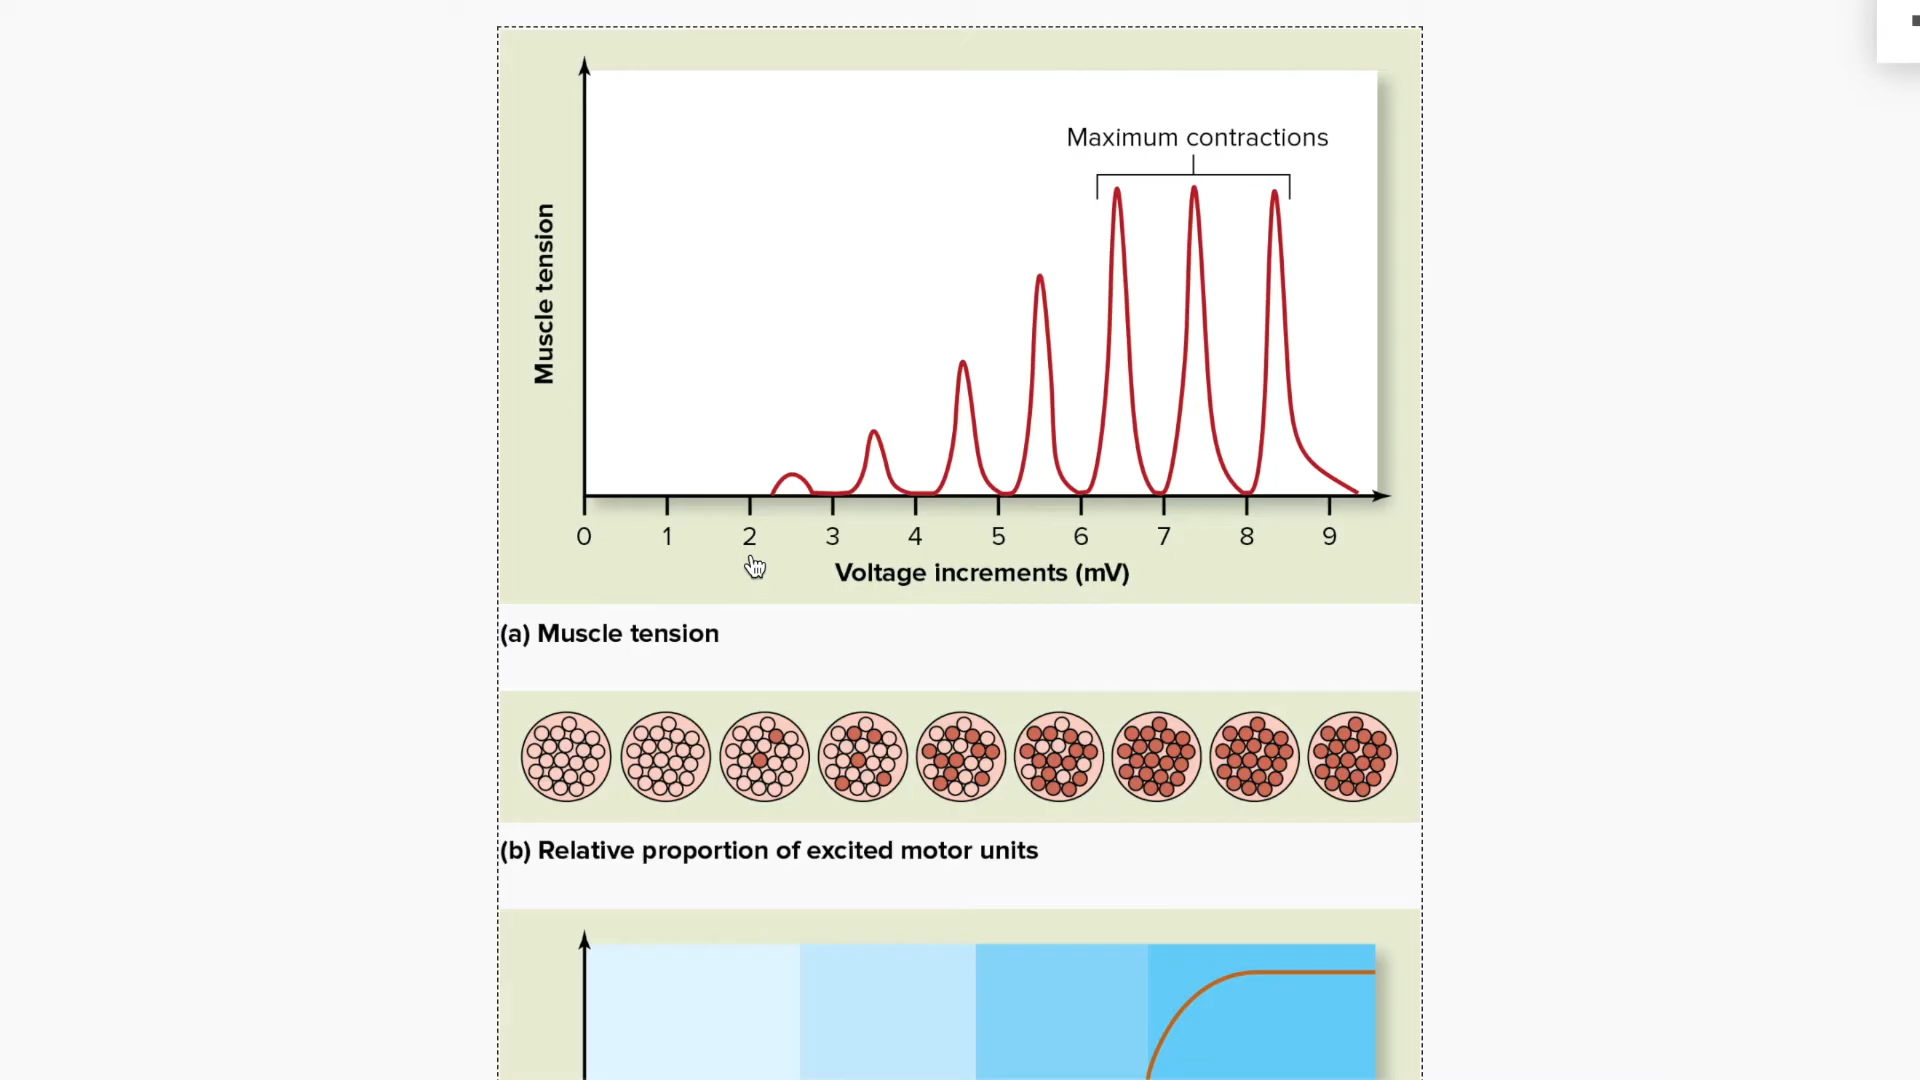 Maximum contractions
Muscle tension
0 1 2 3 4 5 6 7 8 9
Voltage increments (mV)
(a) Muscle tension
(b) Relative proportion of excited motor units